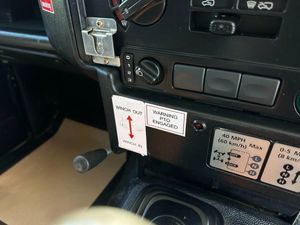 WINCH OUT
WINCH IN
WARNING
PTO
ENGAGED
40 MPH Max
(60 km/h)
H
N
L
0-5 M
(8 km/